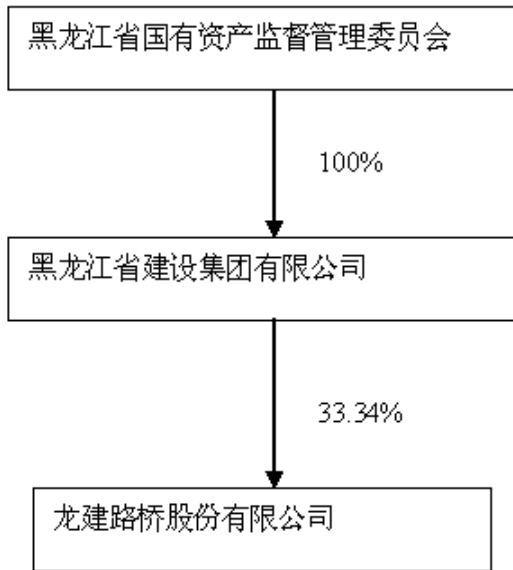 黑龙江省国有资产监督管理委员会
100%
黑龙江省建设集团有限公司
33.34%
龙建路桥股份有限公司